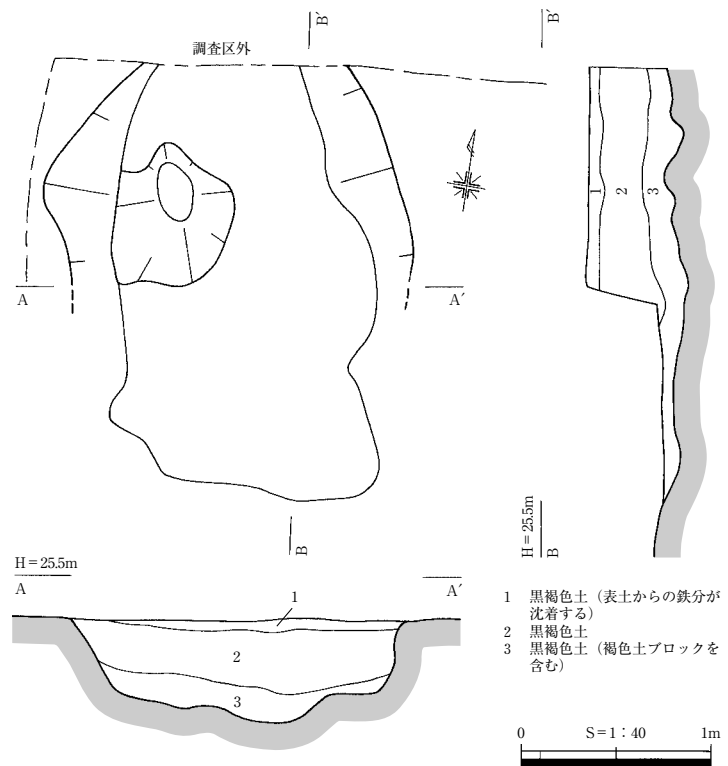 B′
B′
調査区外
1
2
3
A
A′
H＝25.5m
B
B
H＝25.5m
A
A′
1
2
3
1　黒褐色土（表土からの鉄分が
沈着する）
2　黒褐色土
3　黒褐色土（褐色土ブロックを
含む）
0　S＝1：40　1m